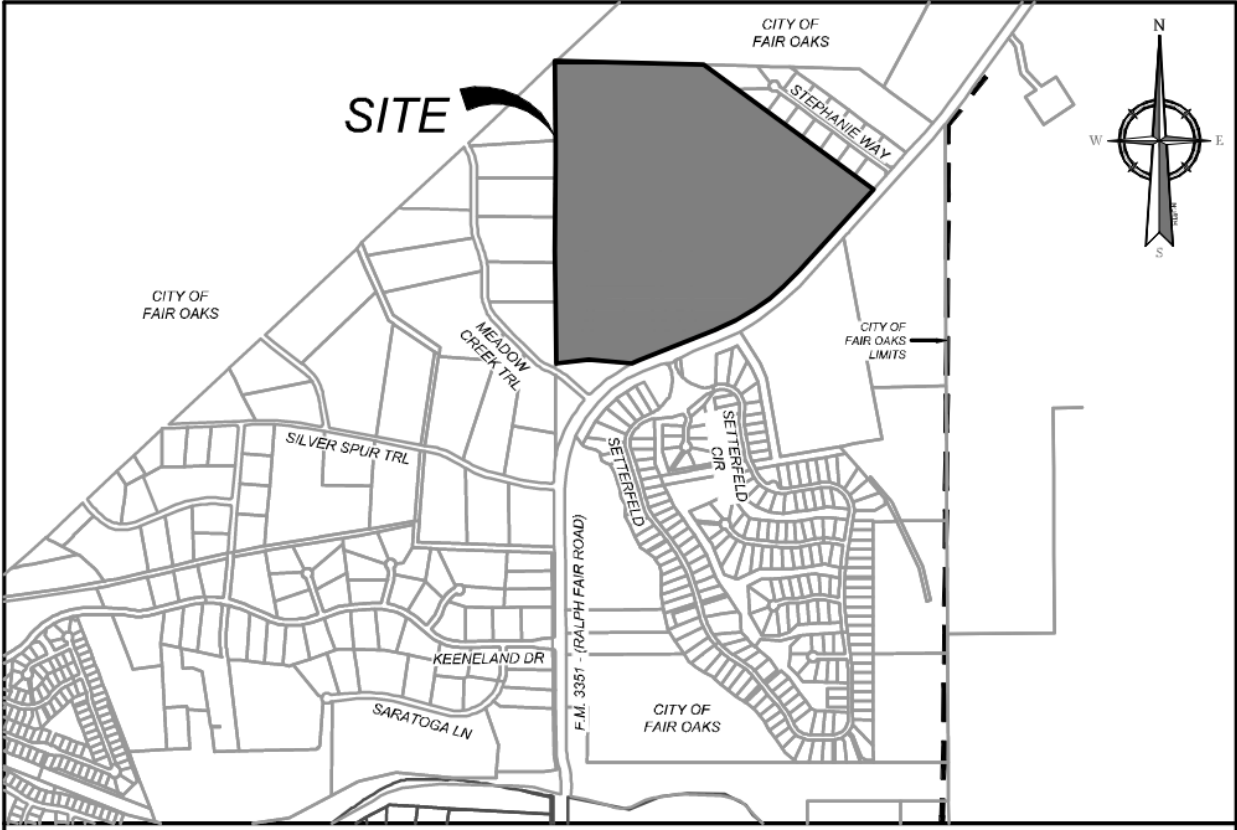 CITY OF
FAIR OAKS
N
SITE
STEPHANIE WAY
W
E
S
CITY OF
FAIR OAKS
MEADOW
CREEK TRL
CITY OF
FAIR OAKS
LIMITS
SILVER SPUR TRL
SETTERFELD
SETTERFELD
CIR
F.M. 3351 - (RALPH FAIR ROAD)
KEENELAND DR
SARATOGA LN
CITY OF
FAIR OAKS